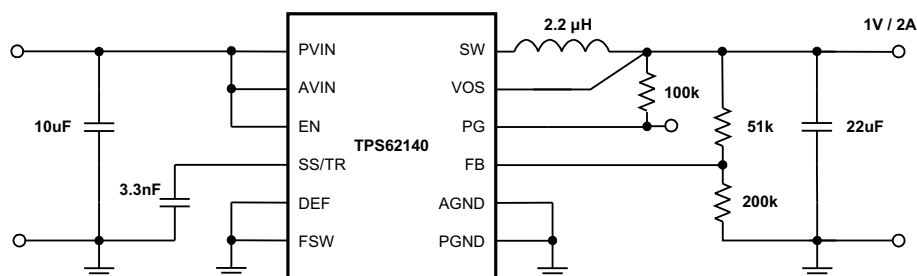 2.2 µH
1V / 2A
PVIN
SW
AVIN
VOS
100k
10uF
EN
PG
51k
22uF
TPS62140
SS/TR
FB
3.3nF
DEF
AGND
200k
FSW
PGND